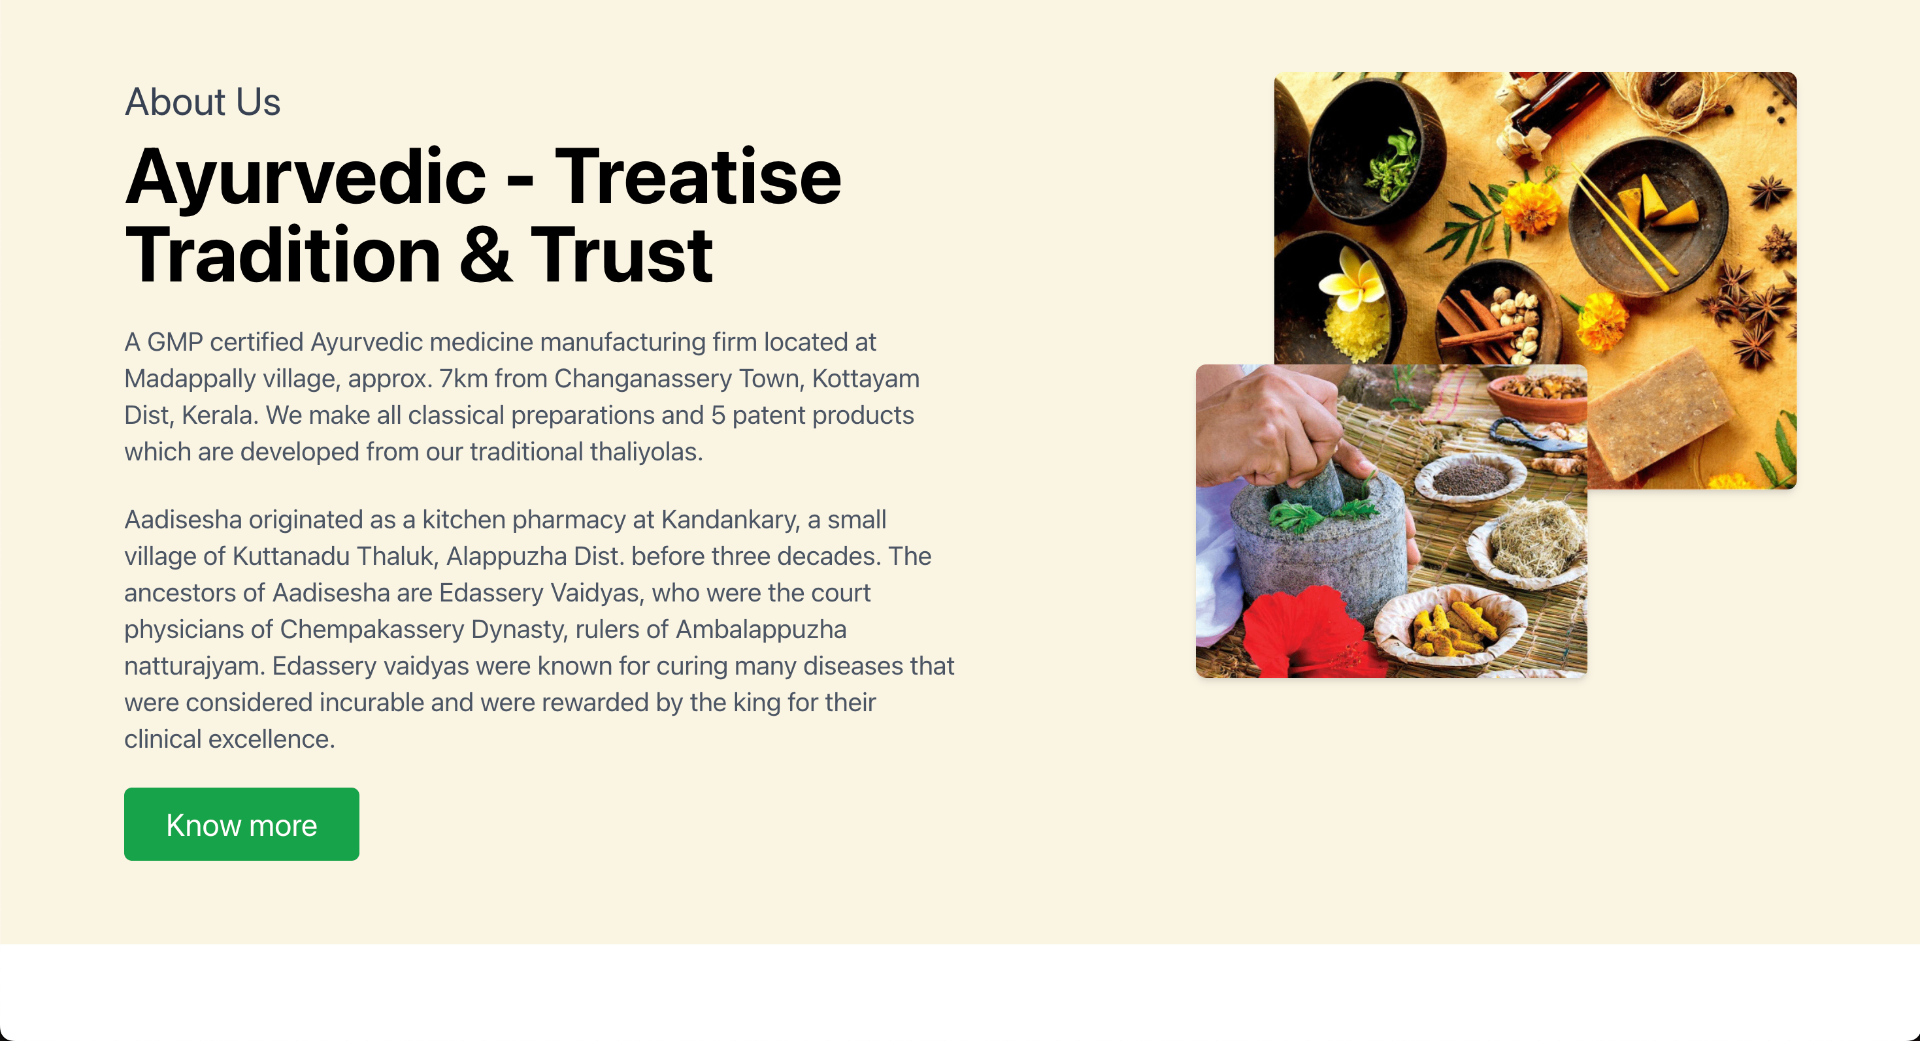 About Us
Ayurvedic - Treatise
Tradition & Trust
A GMP certified Ayurvedic medicine manufacturing firm located at
Madappally village, approx. 7km from Changanassery Town, Kottayam
Dist, Kerala. We make all classical preparations and 5 patent products
which are developed from our traditional thaliyolas.
Aadisesha originated as a kitchen pharmacy at Kandankary, a small
village of Kuttanadu Thaluk, Alappuzha Dist. before three decades. The
ancestors of Aadisesha are Edassery Vaidyas, who were the court
physicians of Chempakassery Dynasty, rulers of Ambalappuzha
natturajyam. Edassery vaidyas were known for curing many diseases that
were considered incurable and were rewarded by the king for their
clinical excellence.
Know more